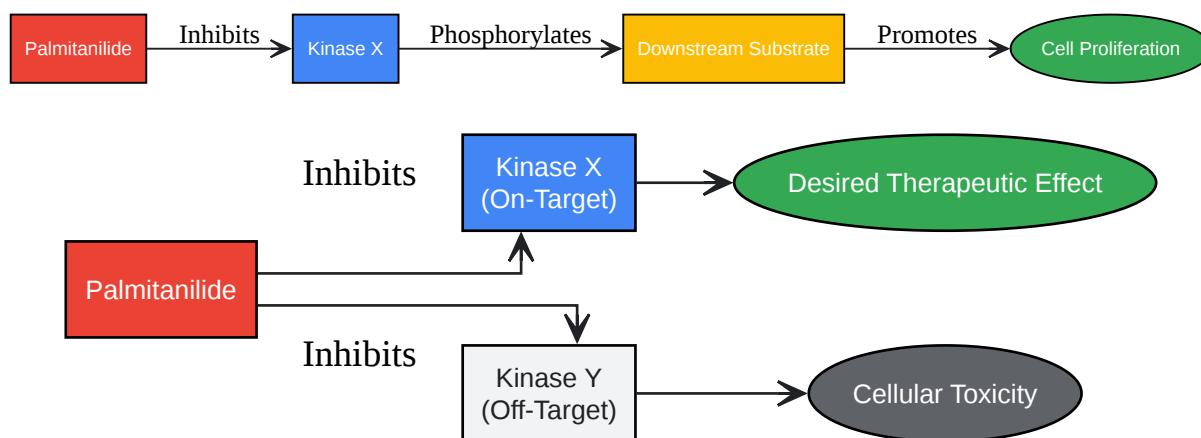 Palmitanilide
Inhibits
Kinase X
Phosphorylates
Downstream Substrate
Promotes
Cell Proliferation
Inhibits
Kinase X
(On-Target)
Desired Therapeutic Effect
Palmitanilide
Inhibits
Kinase Y
(Off-Target)
Cellular Toxicity